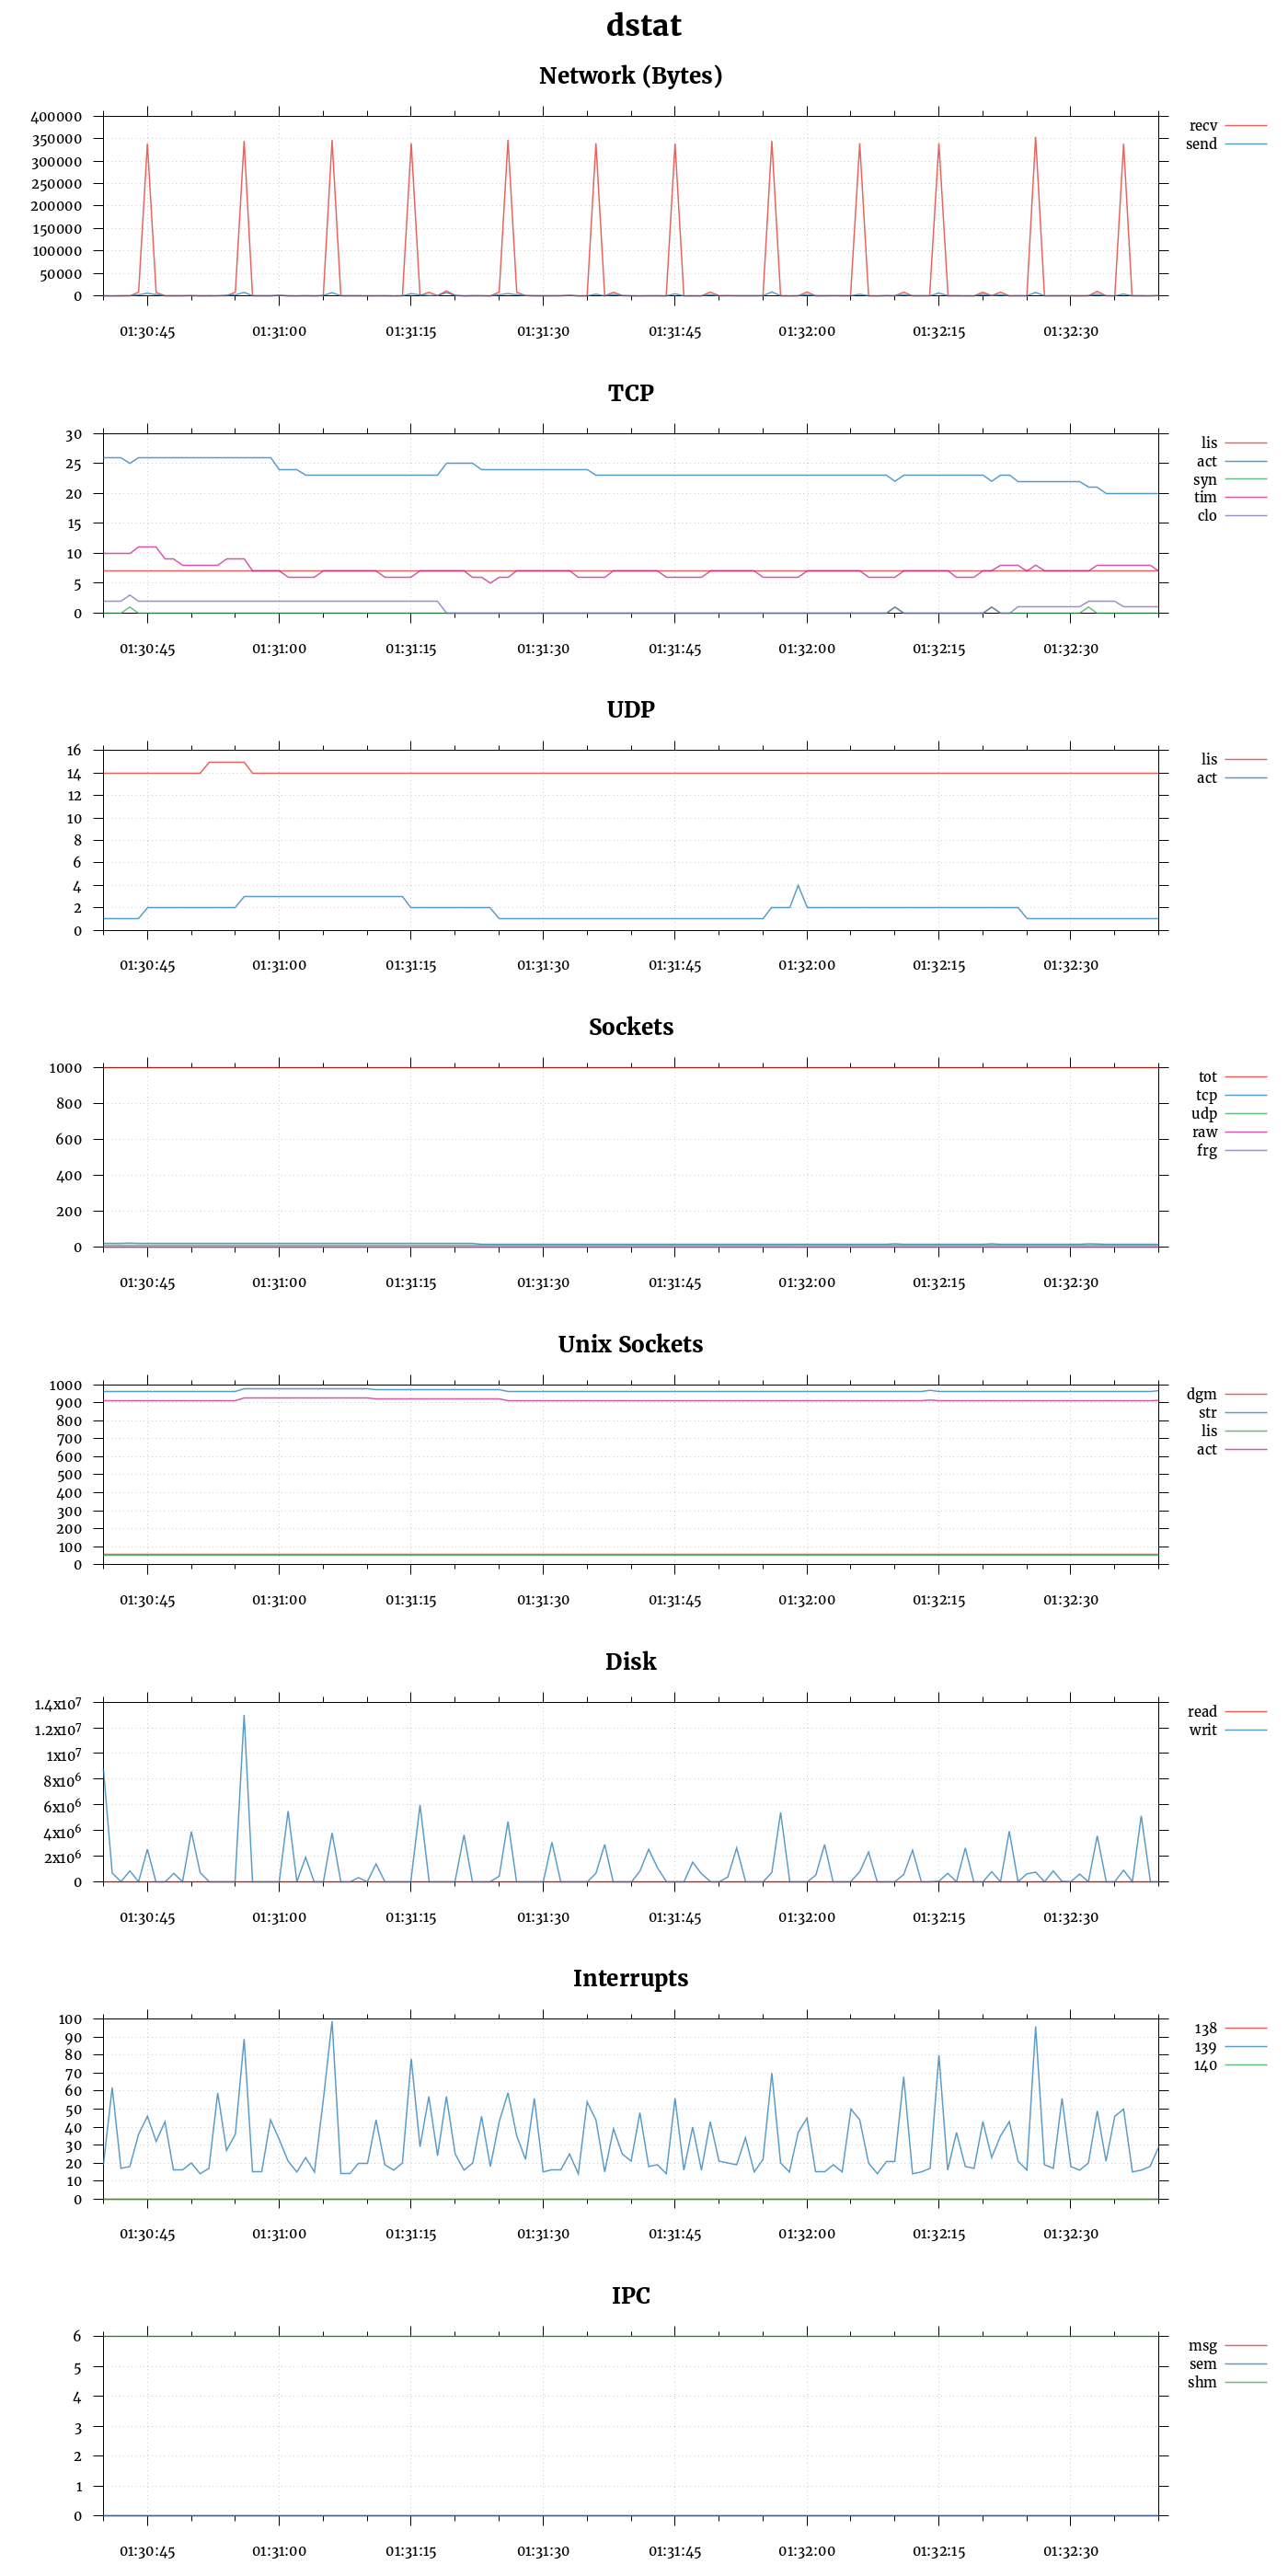 dstat
Network (Bytes)
400000
350000
300000
250000
200000
150000
100000
50000
0
recv
send
01:30:45 01:31:00 01:31:15 01:31:30 01:31:45 01:32:00 01:32:15 01:32:30
TCP
30
25
20
15
10
5
0
lis
act
syn
tim
clo
01:30:45 01:31:00 01:31:15 01:31:30 01:31:45 01:32:00 01:32:15 01:32:30
UDP
16
14
12
10
8
6
4
2
0
lis
act
01:30:45 01:31:00 01:31:15 01:31:30 01:31:45 01:32:00 01:32:15 01:32:30
Sockets
1000
800
600
400
200
0
tot
tcp
udp
raw
frg
01:30:45 01:31:00 01:31:15 01:31:30 01:31:45 01:32:00 01:32:15 01:32:30
Unix Sockets
1000
900
800
700
600
500
400
300
200
100
0
dgm
str
lis
act
01:30:45 01:31:00 01:31:15 01:31:30 01:31:45 01:32:00 01:32:15 01:32:30
Disk
1.4x10⁷
1.2x10⁷
1x10⁷
8x10⁶
6x10⁶
4x10⁶
2x10⁶
0
read
writ
01:30:45 01:31:00 01:31:15 01:31:30 01:31:45 01:32:00 01:32:15 01:32:30
Interrupts
100
90
80
70
60
50
40
30
20
10
0
138
139
140
01:30:45 01:31:00 01:31:15 01:31:30 01:31:45 01:32:00 01:32:15 01:32:30
IPC
6
5
4
3
2
1
0
msg
sem
shm
01:30:45 01:31:00 01:31:15 01:31:30 01:31:45 01:32:00 01:32:15 01:32:30